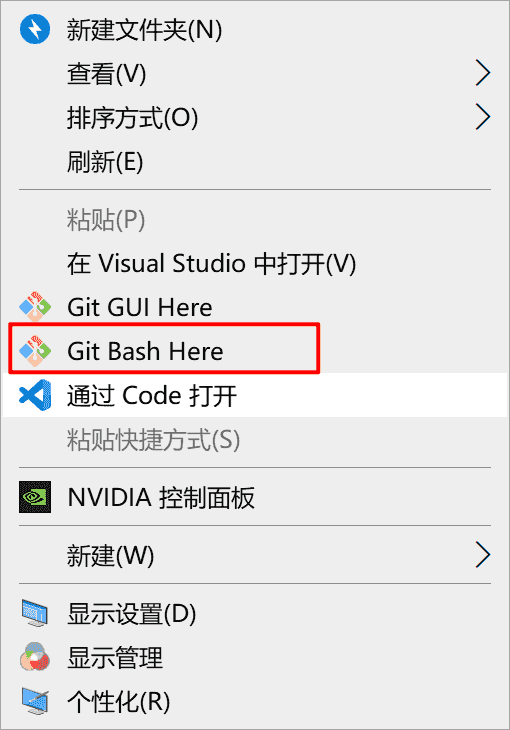 新建文件夹(N)
查看(V)
排序方式(O)
刷新(E)
粘贴(P)
在 Visual Studio 中打开(V)
Git GUI Here
Git Bash Here
通过 Code 打开
粘贴快捷方式(S)
NVIDIA 控制面板
新建(W)
显示设置(D)
显示管理
个性化(R)